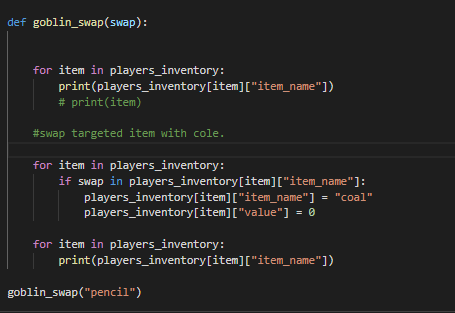 def goblin_swap(swap):
for item in players_inventory:
print(players_inventory[item]["item_name"])
# print(item)
#swap targeted item with cole.
for item in players_inventory:
if swap in players_inventory[item]["item_name"]:
players_inventory[item]["item_name"] = "coal"
players_inventory[item]["value"] = 0
for item in players_inventory:
print(players_inventory[item]["item_name"])
goblin_swap("pencil")